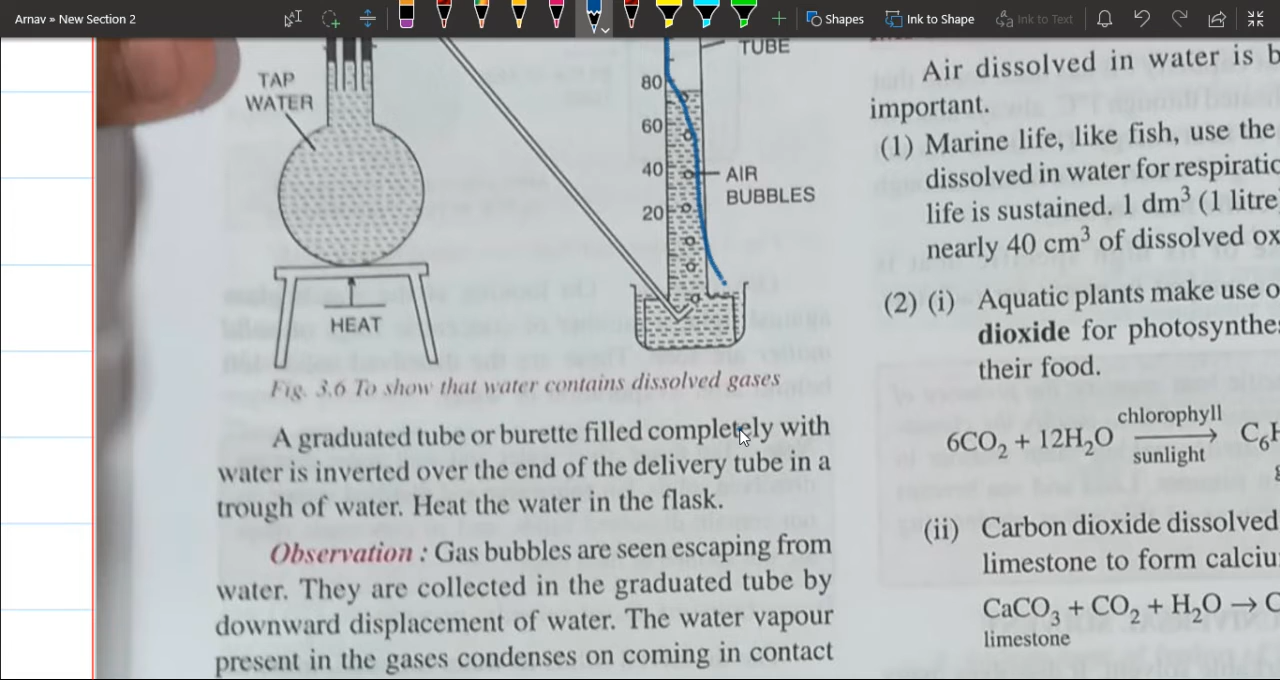 Arnav » New Section 2
Shapes
Ink to Shape
Ink to Text
TAP
WATER
HEAT
TUBE
80
60
40
20
AIR
BUBBLES
Fig. 3.6 To show that water contains dissolved gases
A graduated tube or burette filled completely with
water is inverted over the end of the delivery tube in a
trough of water. Heat the water in the flask.
Observation : Gas bubbles are seen escaping from
water. They are collected in the graduated tube by
downward displacement of water. The water vapour
present in the gases condenses on coming in contact
Air dissolved in water is b
important.
(1) Marine life, like fish, use the
dissolved in water for respiratio
life is sustained. 1 dm³ (1 litre
nearly 40 cm³ of dissolved ox
(2) (i) Aquatic plants make use o
dioxide for photosynthe
their food.
6CO₂ + 12H₂O chlorophyll → sunlight C₆H
(ii) Carbon dioxide dissolved
limestone to form calciu
CaCO₃ + CO₂ + H₂O → C
limestone